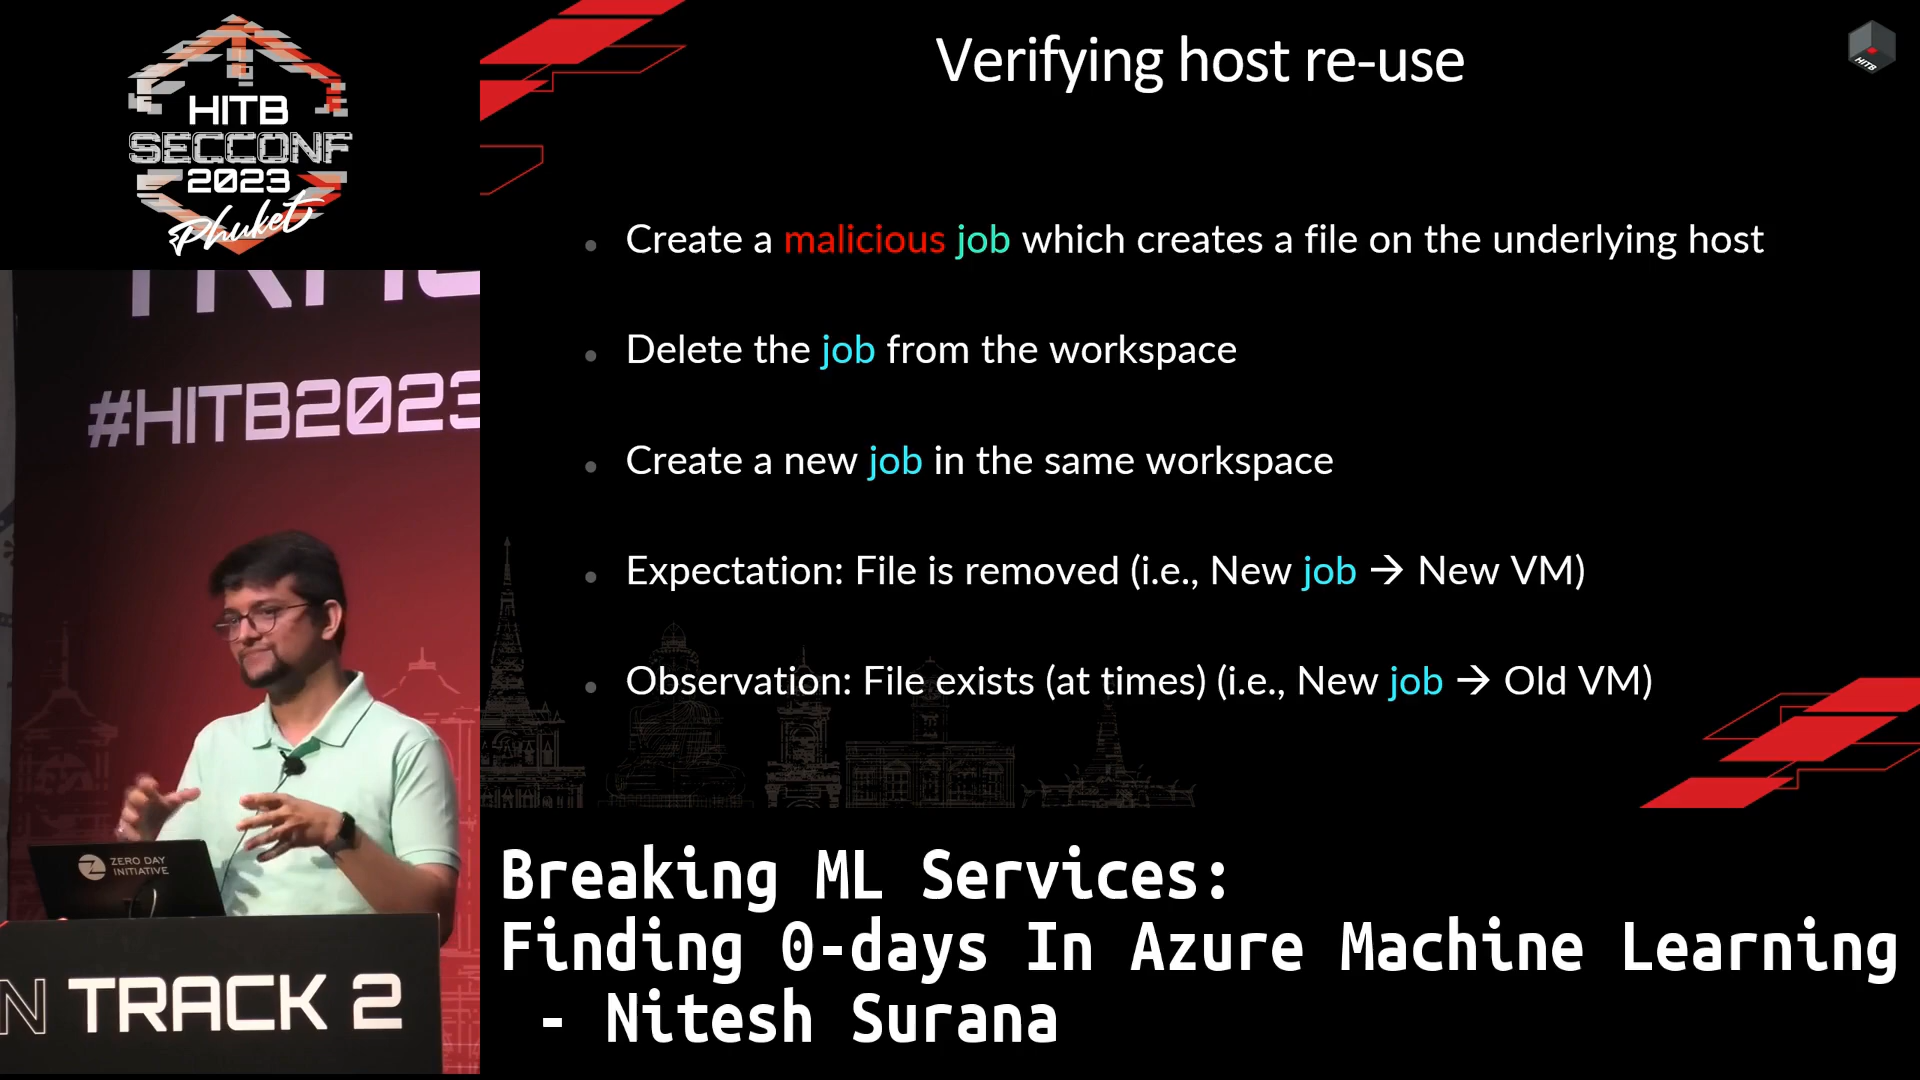 HITB
SECCONF
2023
Phuket
#HITB2023
ZERO DAY
INITIATIVE
N TRACK 2
Verifying host re-use
HITB
• Create a malicious job which creates a file on the underlying host
• Delete the job from the workspace
• Create a new job in the same workspace
• Expectation: File is removed (i.e., New job → New VM)
• Observation: File exists (at times) (i.e., New job → Old VM)
Breaking ML Services:
Finding 0-days In Azure Machine Learning
- Nitesh Surana